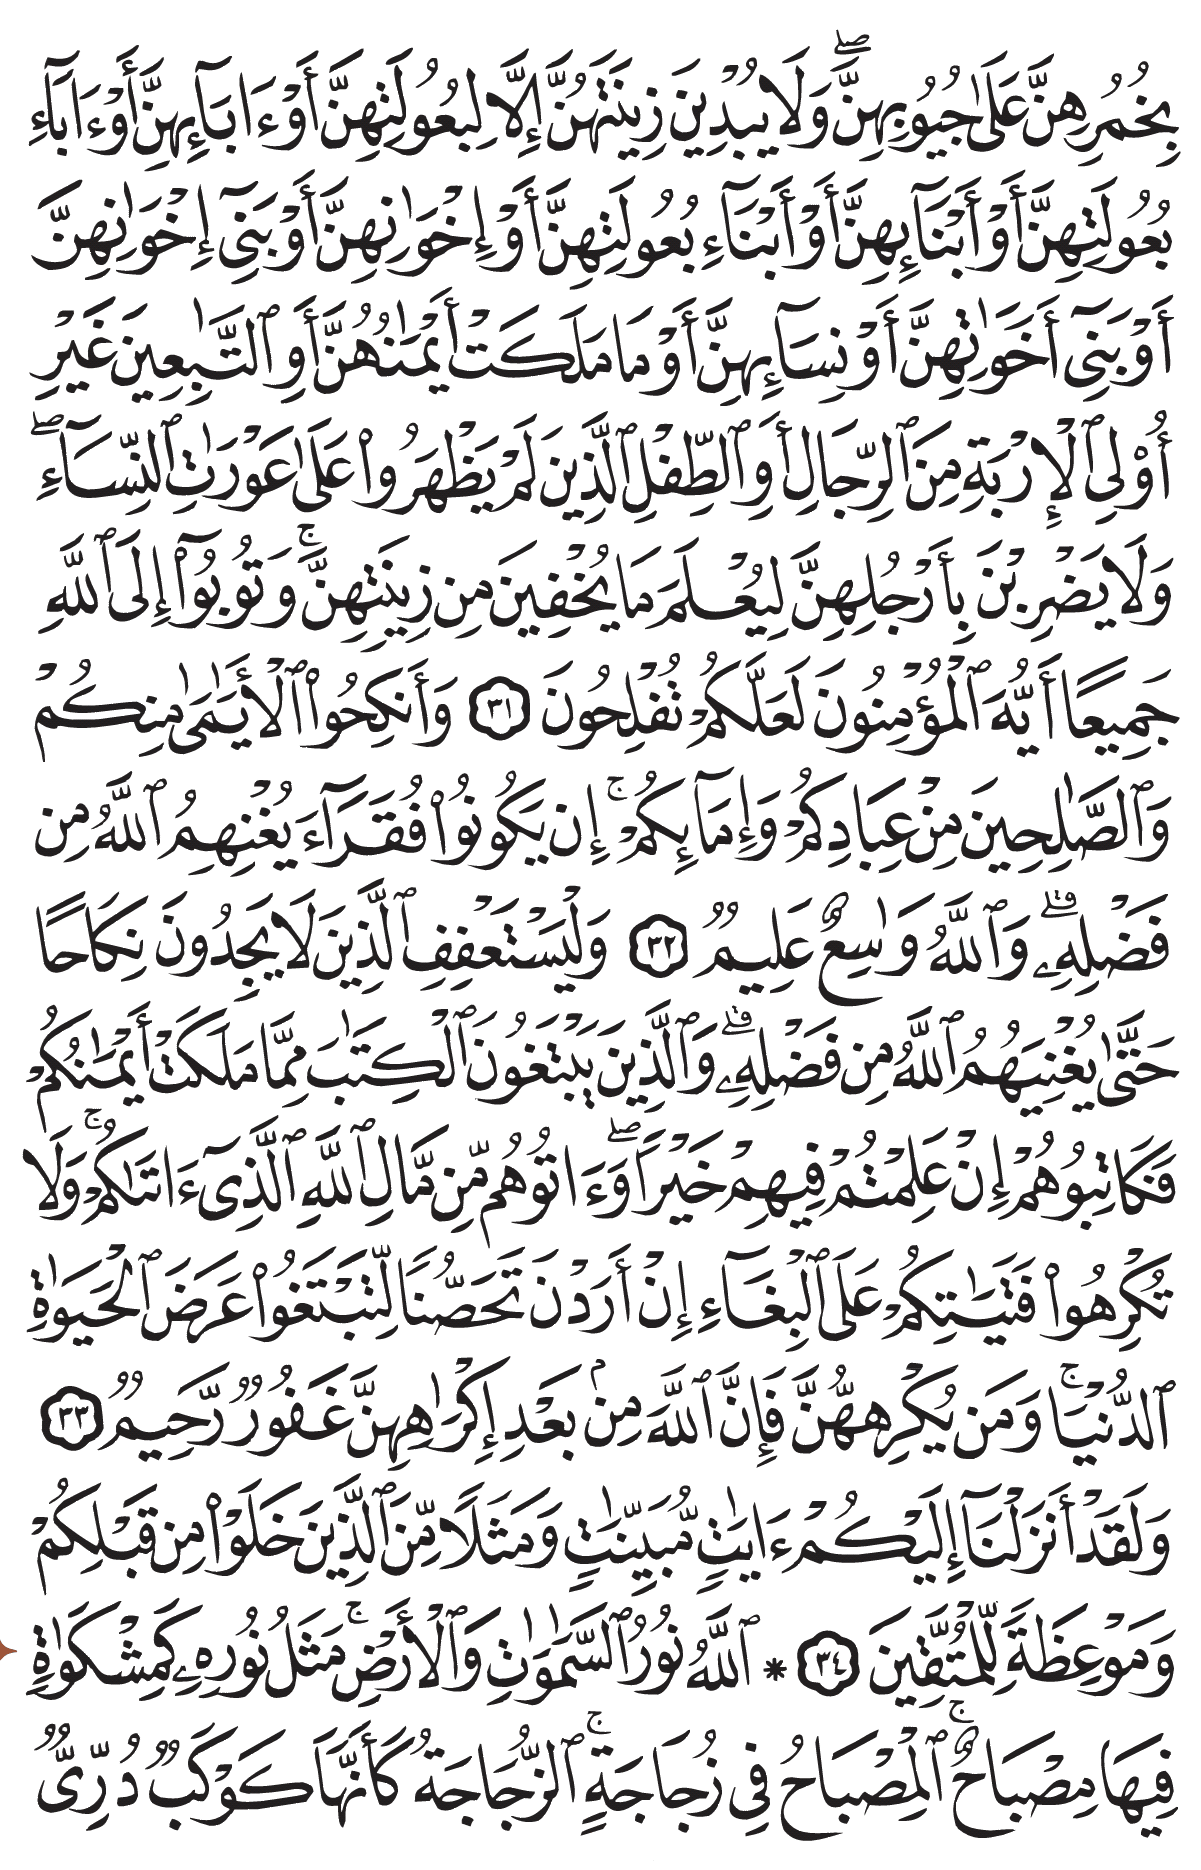 بِخُمُرِهِنَّ عَلَىٰ جُيُوبِهِنَّۖ وَلَا يُبْدِينَ زِينَتَهُنَّ إِلَّا لِبُعُولَتِهِنَّ أَوْ ءَابَآئِهِنَّ أَوْ ءَابَآءِ
بُعُولَتِهِنَّ أَوْ أَبْنَآئِهِنَّ أَوْ أَبْنَآءِ بُعُولَتِهِنَّ أَوْ إِخْوَٰنِهِنَّ أَوْ بَنِىٓ إِخْوَٰنِهِنَّ
أَوْ بَنِىٓ أَخَوَٰتِهِنَّ أَوْ نِسَآئِهِنَّ أَوْ مَا مَلَكَتْ أَيْمَٰنُهُنَّ أَوِ ٱلتَّٰبِعِينَ غَيْرِ
أُو۟لِى ٱلْإِرْبَةِ مِنَ ٱلرِّجَالِ أَوِ ٱلطِّفْلِ ٱلَّذِينَ لَمْ يَظْهَرُوا۟ عَلَىٰ عَوْرَٰتِ ٱلنِّسَآءِۖ
وَلَا يَضْرِبْنَ بِأَرْجُلِهِنَّ لِيُعْلَمَ مَا يُخْفِينَ مِن زِينَتِهِنَّۚ وَتُوبُوٓا۟ إِلَى ٱللَّهِ
جَمِيعًا أَيُّهَ ٱلْمُؤْمِنُونَ لَعَلَّكُمْ تُفْلِحُونَ ٣١ وَأَنكِحُوا۟ ٱلْأَيَٰمَىٰ مِنكُمْ
وَٱلصَّٰلِحِينَ مِنْ عِبَادِكُمْ وَإِمَآئِكُمْۚ إِن يَكُونُوا۟ فُقَرَآءَ يُغْنِهِمُ ٱللَّهُ مِن
فَضْلِهِۦۗ وَٱللَّهُ وَٰسِعٌ عَلِيمٌ ٣٢ وَلْيَسْتَعْفِفِ ٱلَّذِينَ لَا يَجِدُونَ نِكَاحًا
حَتَّىٰ يُغْنِيَهُمُ ٱللَّهُ مِن فَضْلِهِۦۗ وَٱلَّذِينَ يَبْتَغُونَ ٱلْكِتَٰبَ مِمَّا مَلَكَتْ أَيْمَٰنُكُمْ
فَكَاتِبُوهُمْ إِنْ عَلِمْتُمْ فِيهِمْ خَيْرًاۖ وَءَاتُوهُم مِّن مَّالِ ٱللَّهِ ٱلَّذِىٓ ءَاتَىٰكُمْۚ وَلَا
تُكْرِهُوا۟ فَتَيَٰتِكُمْ عَلَى ٱلْبِغَآءِ إِنْ أَرَدْنَ تَحَصُّنًا لِّتَبْتَغُوا۟ عَرَضَ ٱلْحَيَوٰةِ
ٱلدُّنْيَاۚ وَمَن يُكْرِههُّنَّ فَإِنَّ ٱللَّهَ مِنۢ بَعْدِ إِكْرَٰهِهِنَّ غَفُورٌ رَّحِيمٌ ٣٣
وَلَقَدْ أَنزَلْنَآ إِلَيْكُمْ ءَايَٰتٍ مُّبَيِّنَٰتٍ وَمَثَلًا مِّنَ ٱلَّذِينَ خَلَوْا۟ مِن قَبْلِكُمْ
وَمَوْعِظَةً لِّلْمُتَّقِينَ ٣٤ * ٱللَّهُ نُورُ ٱلسَّمَٰوَٰتِ وَٱلْأَرْضِۚ مَثَلُ نُورِهِۦ كَمِشْكَوٰةٍ
فِيهَا مِصْبَاحٌۚ ٱلْمِصْبَاحُ فِى زُجَاجَةٍۚ ٱلزُّجَاجَةُ كَأَنَّهَا كَوْكَبٌ دُرِّىٌّ